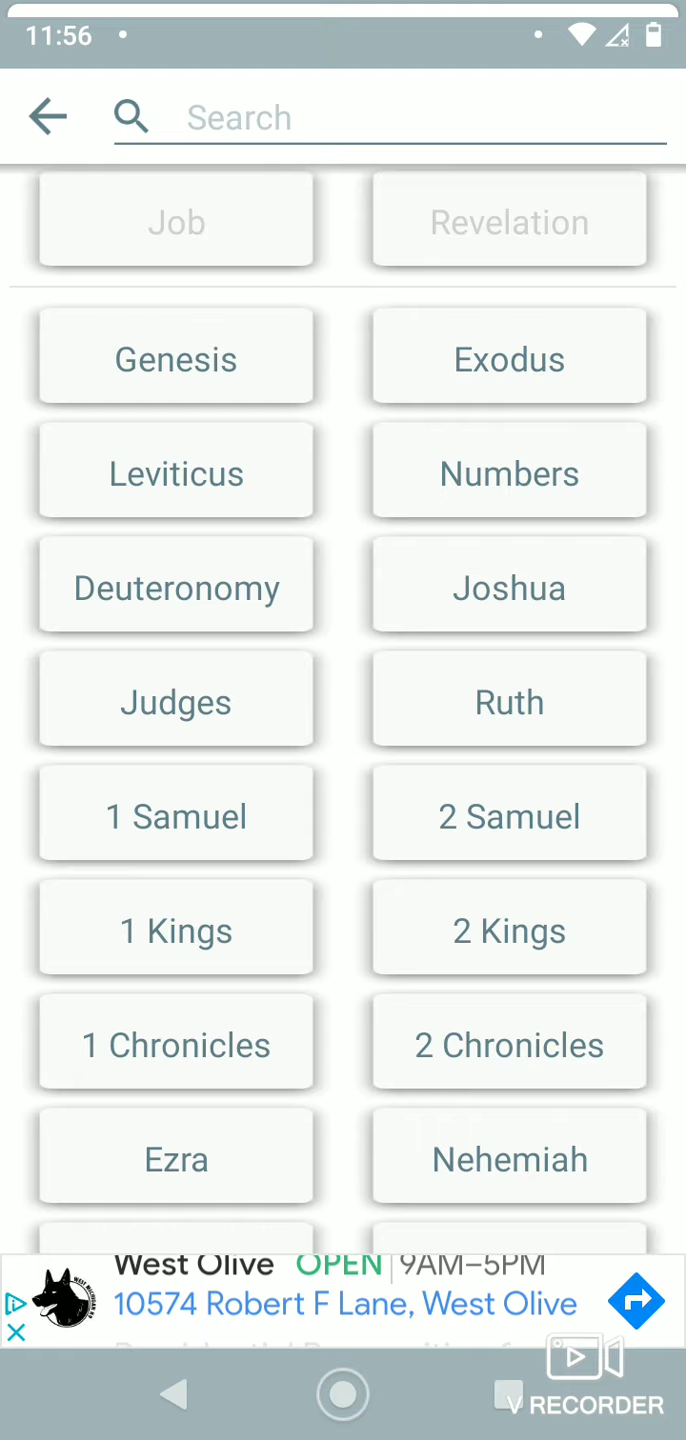 11:56
Search
Job Revelation
Genesis Exodus
Leviticus Numbers
Deuteronomy Joshua
Judges Ruth
1 Samuel 2 Samuel
1 Kings 2 Kings
1 Chronicles 2 Chronicles
Ezra Nehemiah
West Olive OPEN 9AM–5PM
10574 Robert F Lane, West Olive
V RECORDER